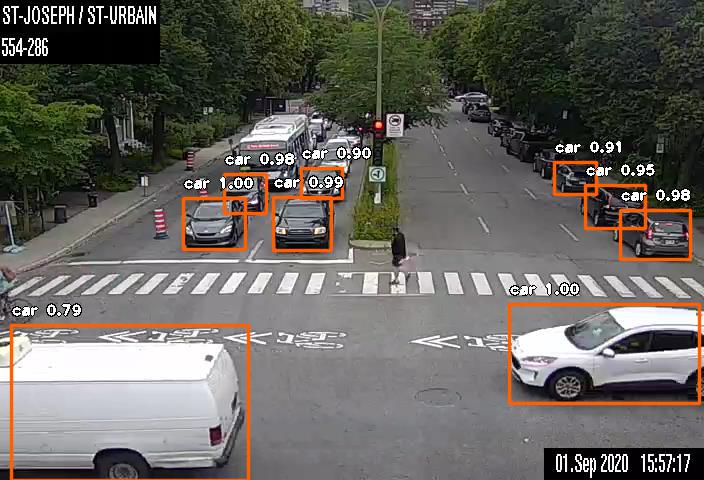 ST-JOSEPH / ST-URBAIN
554-286
car 0.91
car 0.90
car 0.98
car 0.95
car 1.00
car 0.99
car 0.98
car 1.00
car 0.79
01.Sep 2020 15:57:17